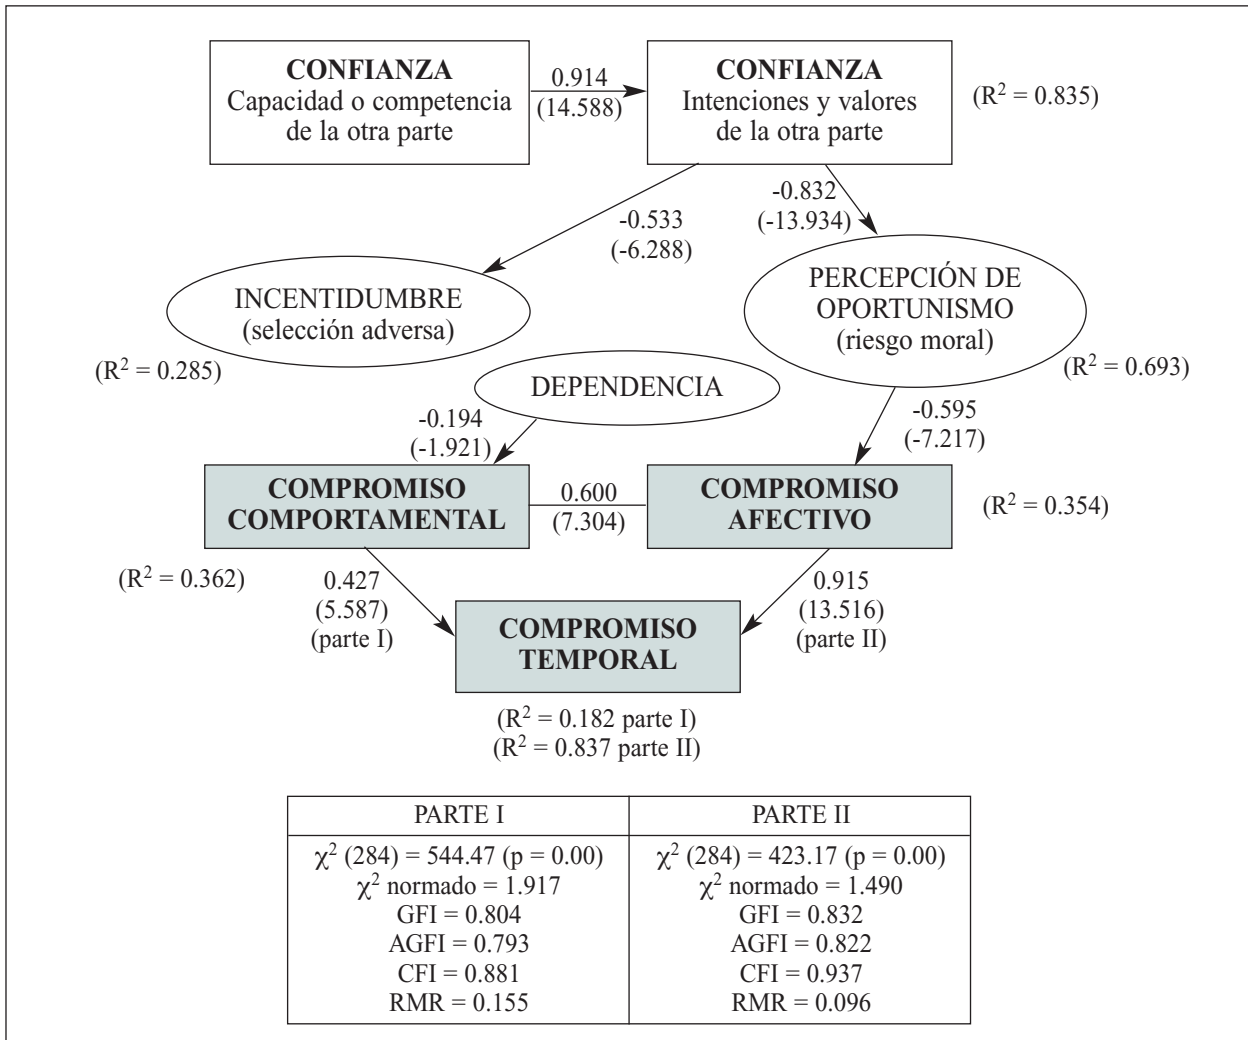 CONFIANZA
Capacidad o competencia
de la otra parte
0.914
(14.588)
CONFIANZA
Intenciones y valores
de la otra parte
(R² = 0.835)
-0.533
(-6.288)
-0.832
(-13.934)
INCENTIDUMBRE
(selección adversa)
(R² = 0.285)
PERCEPCIÓN DE
OPORTUNISMO
(riesgo moral)
(R² = 0.693)
DEPENDENCIA
-0.194
(-1.921)
-0.595
(-7.217)
COMPROMISO
COMPORTAMENTAL
0.600
(7.304)
COMPROMISO
AFECTIVO
(R² = 0.354)
(R² = 0.362)
0.427
(5.587)
(parte I)
0.915
(13.516)
(parte II)
COMPROMISO
TEMPORAL
(R² = 0.182 parte I)
(R² = 0.837 parte II)
PARTE I
χ² (284) = 544.47 (p = 0.00)
χ² normado = 1.917
GFI = 0.804
AGFI = 0.793
CFI = 0.881
RMR = 0.155
PARTE II
χ² (284) = 423.17 (p = 0.00)
χ² normado = 1.490
GFI = 0.832
AGFI = 0.822
CFI = 0.937
RMR = 0.096